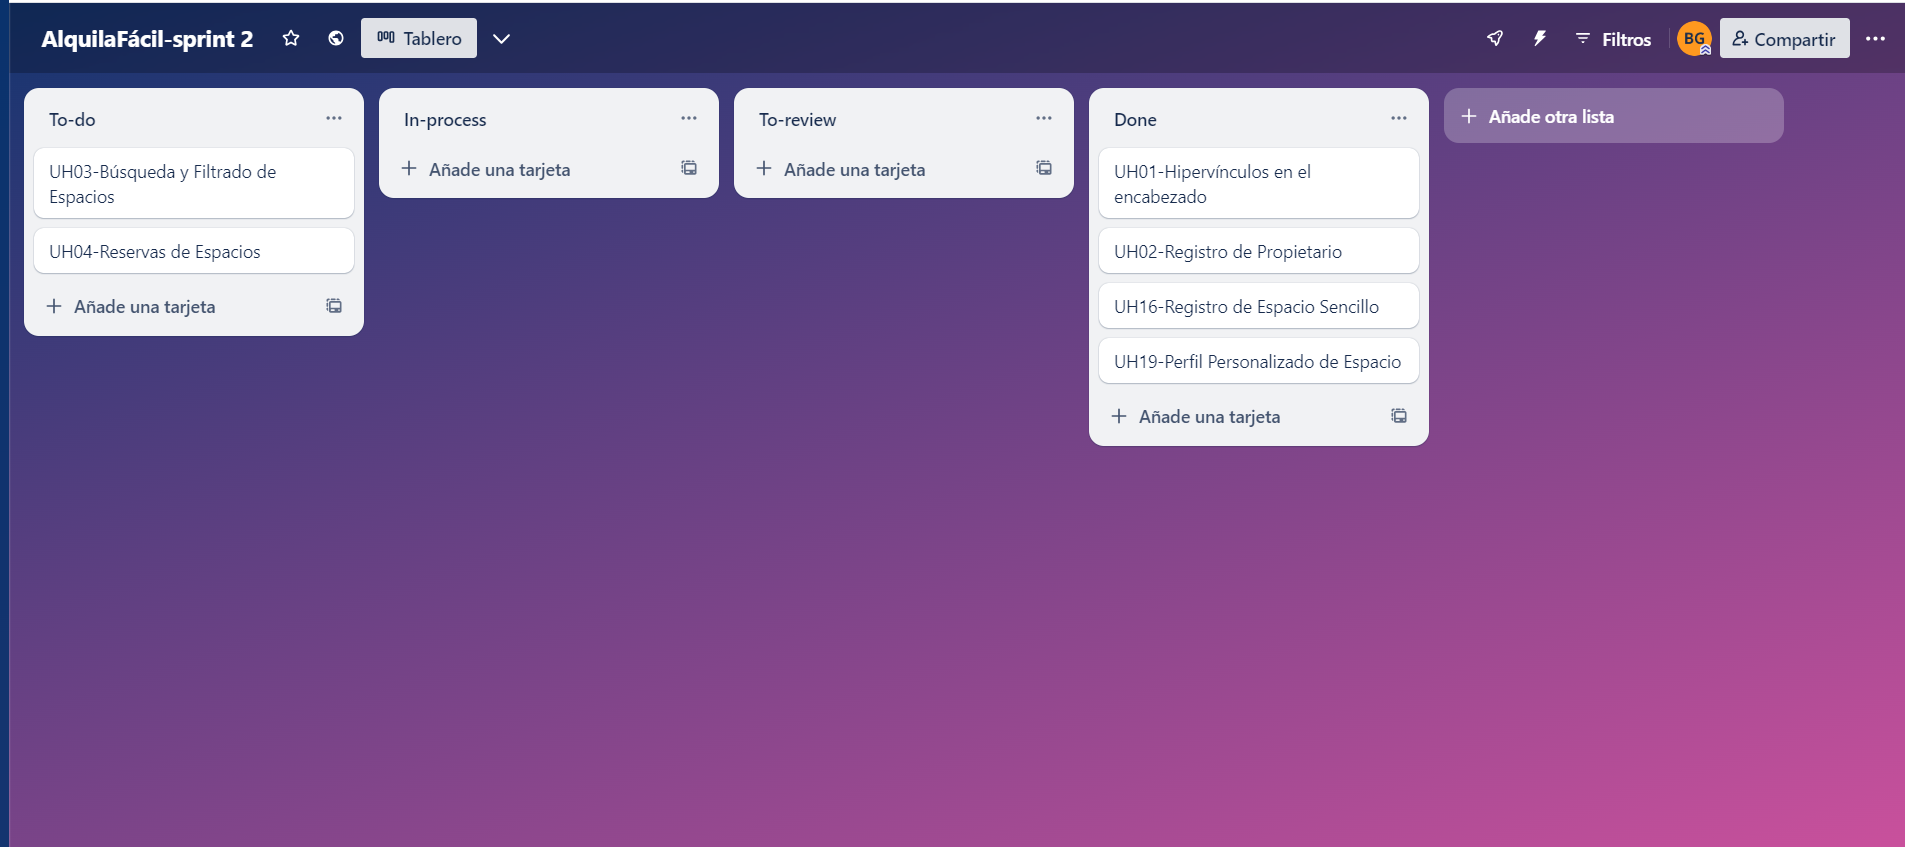 AlquilaFácil-sprint 2
Tablero
Filtros
BG
Compartir
To-do
UH03-Búsqueda y Filtrado de
Espacios
UH04-Reservas de Espacios
Añade una tarjeta
In-process
Añade una tarjeta
To-review
Añade una tarjeta
Done
UH01-Hipervínculos en el
encabezado
UH02-Registro de Propietario
UH16-Registro de Espacio Sencillo
UH19-Perfil Personalizado de Espacio
Añade una tarjeta
Añade otra lista